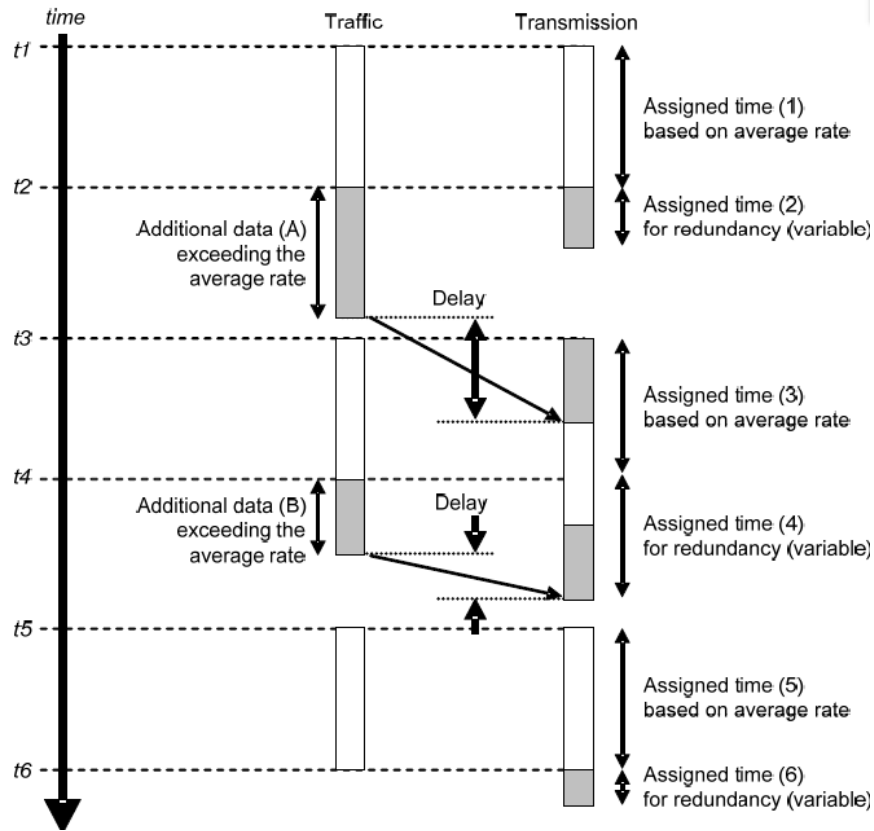 time
Traffic
Transmission
t1
Assigned time (1)
based on average rate
t2
Additional data (A)
exceeding the
average rate
Assigned time (2)
for redundancy (variable)
Delay
t3
Assigned time (3)
based on average rate
t4
Additional data (B)
exceeding the
average rate
Delay
Assigned time (4)
for redundancy (variable)
t5
Assigned time (5)
based on average rate
t6
Assigned time (6)
for redundancy (variable)